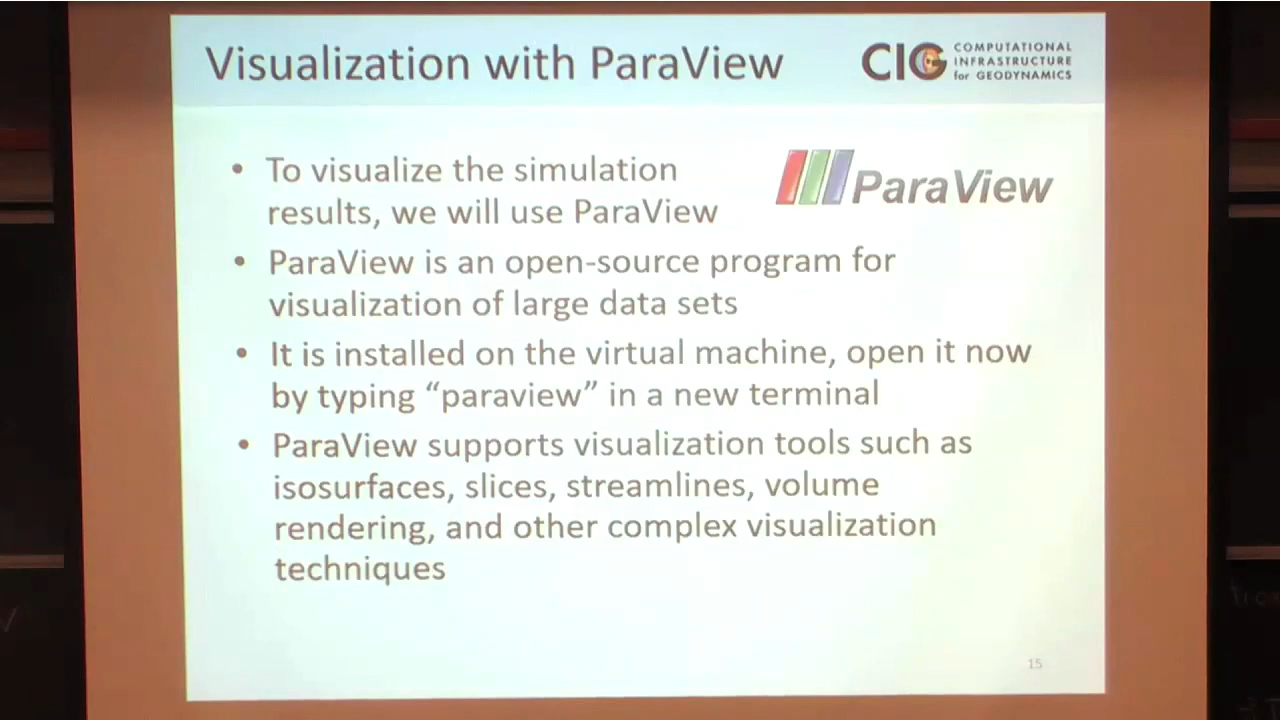 Visualization with ParaView
CIG
COMPUTATIONAL
INFRASTRUCTURE
for GEODYNAMICS
ParaView
• To visualize the simulation
results, we will use ParaView
• ParaView is an open-source program for
visualization of large data sets
• It is installed on the virtual machine, open it now
by typing “paraview” in a new terminal
• ParaView supports visualization tools such as
isosurfaces, slices, streamlines, volume
rendering, and other complex visualization
techniques
15